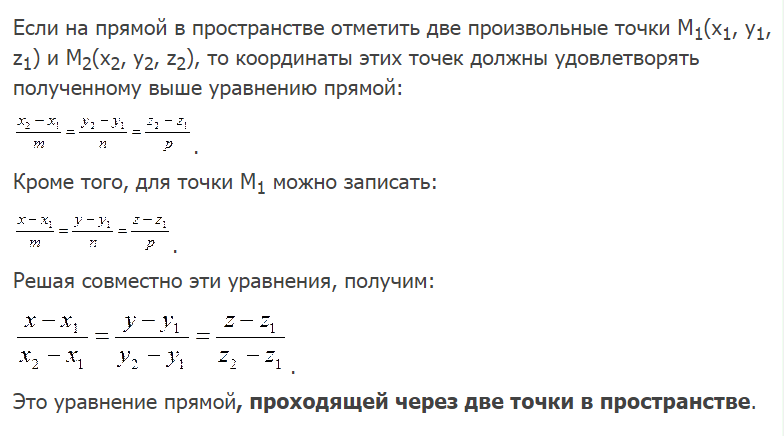 Если на прямой в пространстве отметить две произвольные точки M₁(x₁, y₁,
z₁) и M₂(x₂, y₂, z₂), то координаты этих точек должны удовлетворять
полученному выше уравнению прямой:
(x₂ − x₁)/m = (y₂ − y₁)/n = (z₂ − z₁)/p.
Кроме того, для точки M₁ можно записать:
(x − x₁)/m = (y − y₁)/n = (z − z₁)/p.
Решая совместно эти уравнения, получим:
(x − x₁)/(x₂ − x₁) = (y − y₁)/(y₂ − y₁) = (z − z₁)/(z₂ − z₁).
Это уравнение прямой, проходящей через две точки в пространстве.